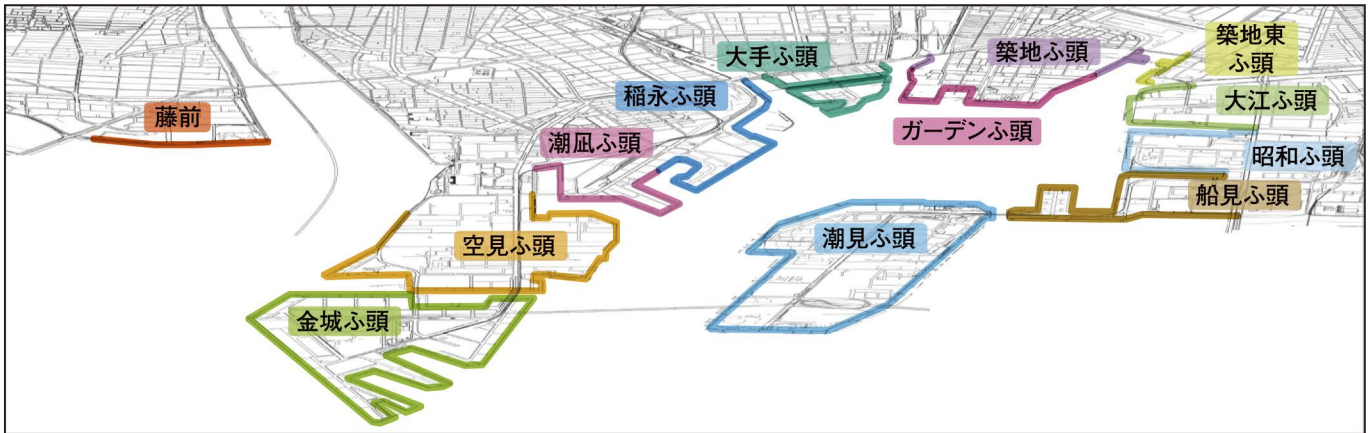 藤前
稲永ふ頭
大手ふ頭
築地ふ頭
築地東
ふ頭
大江ふ頭
潮凪ふ頭
ガーデンふ頭
昭和ふ頭
船見ふ頭
空見ふ頭
潮見ふ頭
金城ふ頭